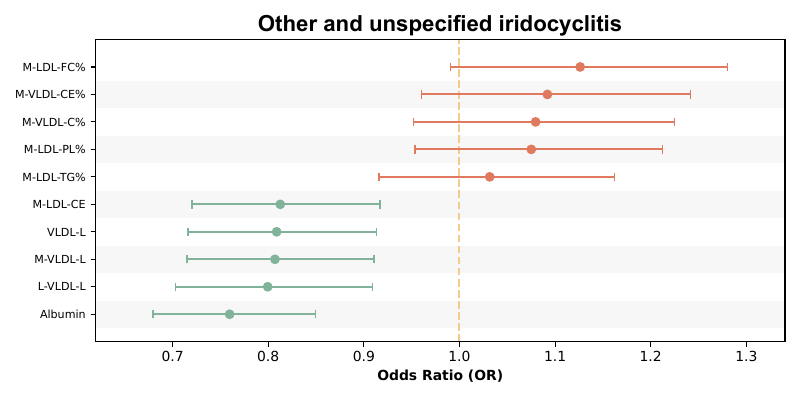 Other and unspecified iridocyclitis
M-LDL-FC%
M-VLDL-CE%
M-VLDL-C%
M-LDL-PL%
M-LDL-TG%
M-LDL-CE
VLDL-L
M-VLDL-L
L-VLDL-L
Albumin
0.7 0.8 0.9 1.0 1.1 1.2 1.3
Odds Ratio (OR)